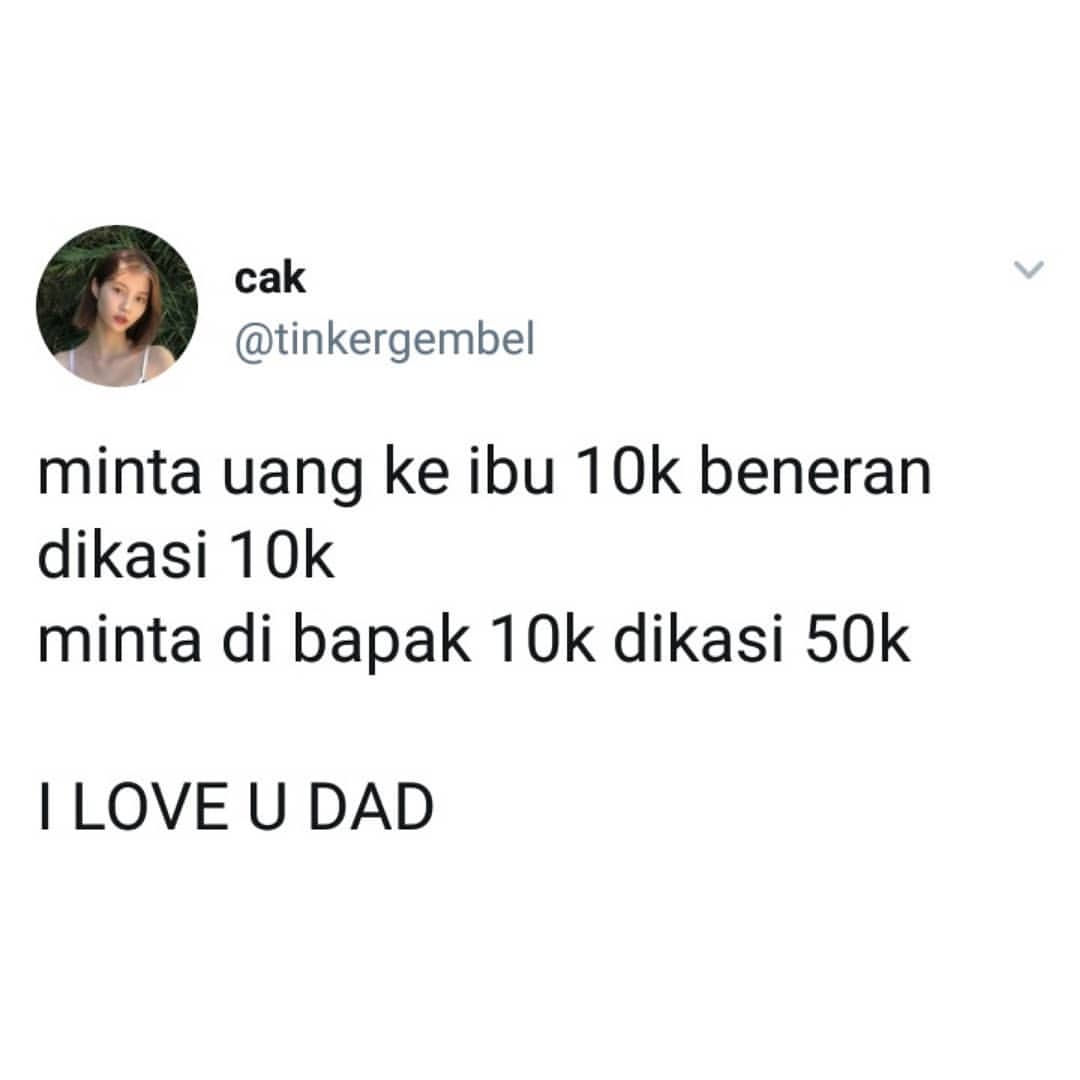 cak
@tinkergembel
minta uang ke ibu 10k beneran
dikasi 10k
minta di bapak 10k dikasi 50k
I LOVE U DAD